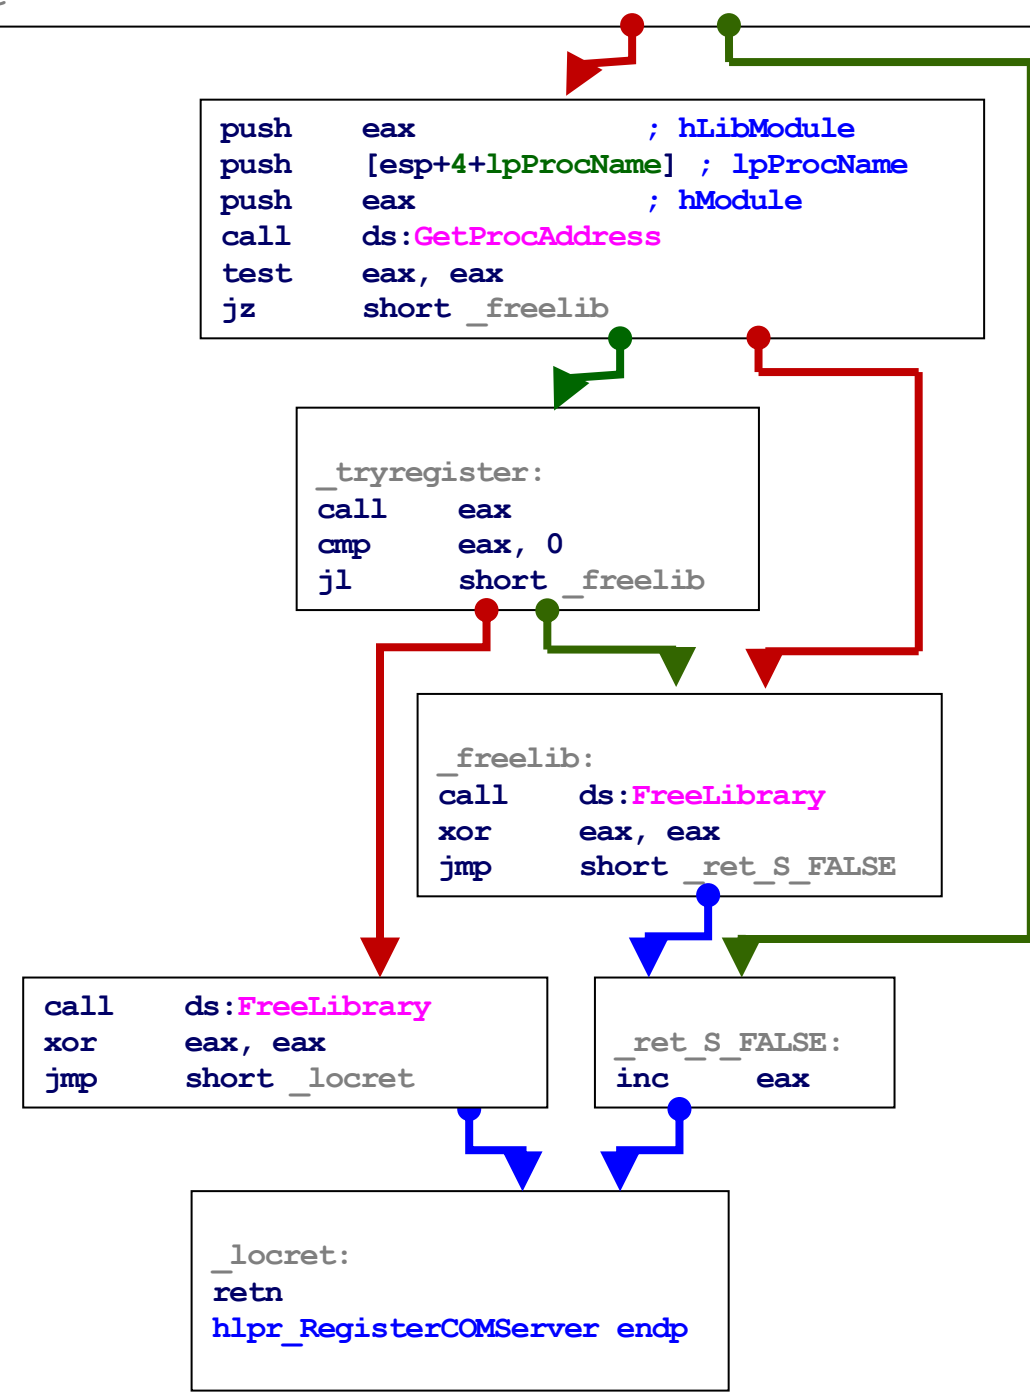 push eax ; hLibModule
push [esp+4+lpProcName] ; lpProcName
push eax ; hModule
call ds:GetProcAddress
test eax, eax
jz short _freelib
_tryregister:
call eax
cmp eax, 0
jl short _freelib
_freelib:
call ds:FreeLibrary
xor eax, eax
jmp short _ret_S_FALSE
call ds:FreeLibrary
xor eax, eax
jmp short _locret
_ret_S_FALSE:
inc eax
_locret:
retn
hlpr_RegisterCOMServer endp